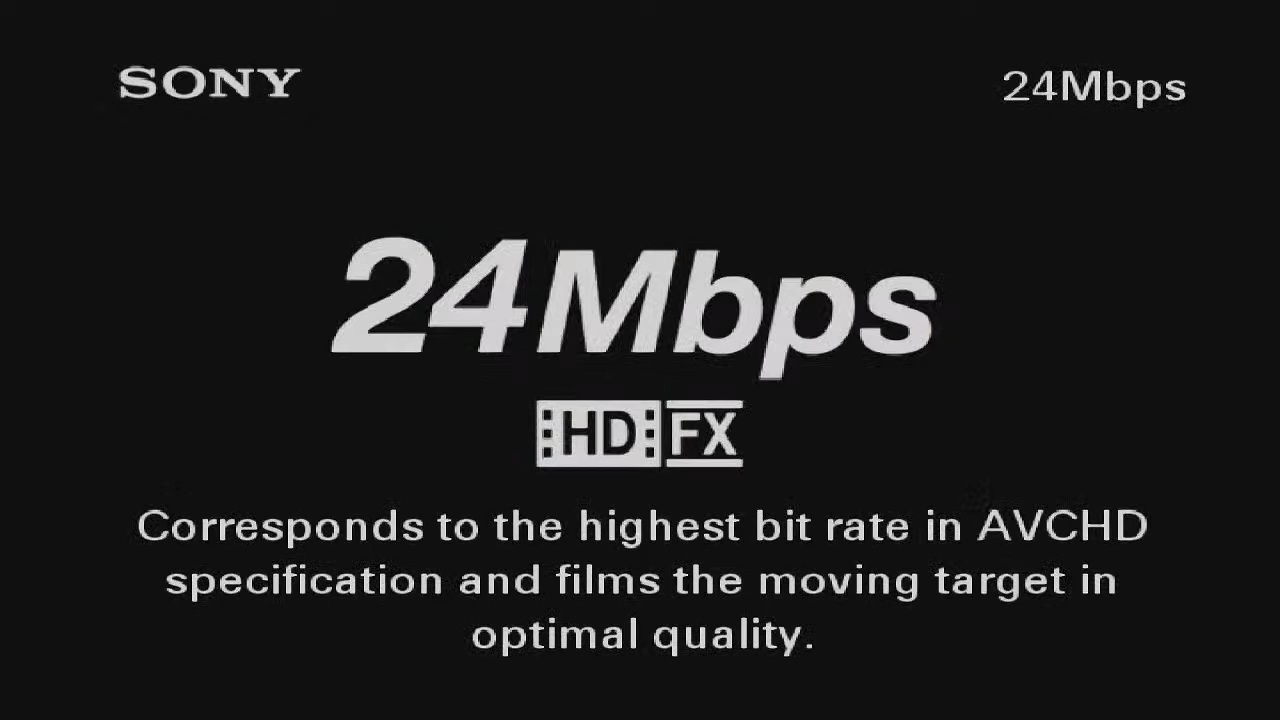 SONY
24Mbps
24Mbps
HD FX
Corresponds to the highest bit rate in AVCHD
specification and films the moving target in
optimal quality.